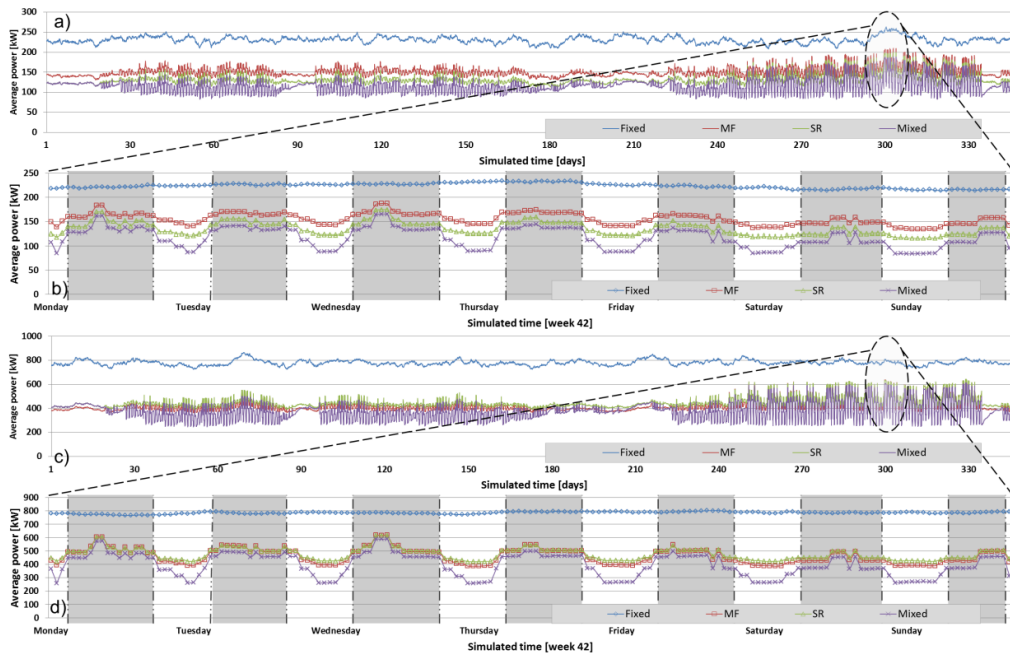 a)
Average power [kW]
300
250
200
150
100
50
0
Fixed MF SR Mixed
1 30 60 90 120 150 180 210 240 270 300 330
Simulated time [days]
b)
Average power [kW]
250
200
150
100
50
0
Fixed MF SR Mixed
Monday Tuesday Wednesday Thursday Friday Saturday Sunday
Simulated time [week 42]
c)
Average power [kW]
1000
800
600
400
200
0
Fixed MF SR Mixed
1 30 60 90 120 150 180 210 240 270 300 330
Simulated time [days]
d)
Average power [kW]
900
800
700
600
500
400
300
200
100
0
Fixed MF SR Mixed
Monday Tuesday Wednesday Thursday Friday Saturday Sunday
Simulated time [week 42]